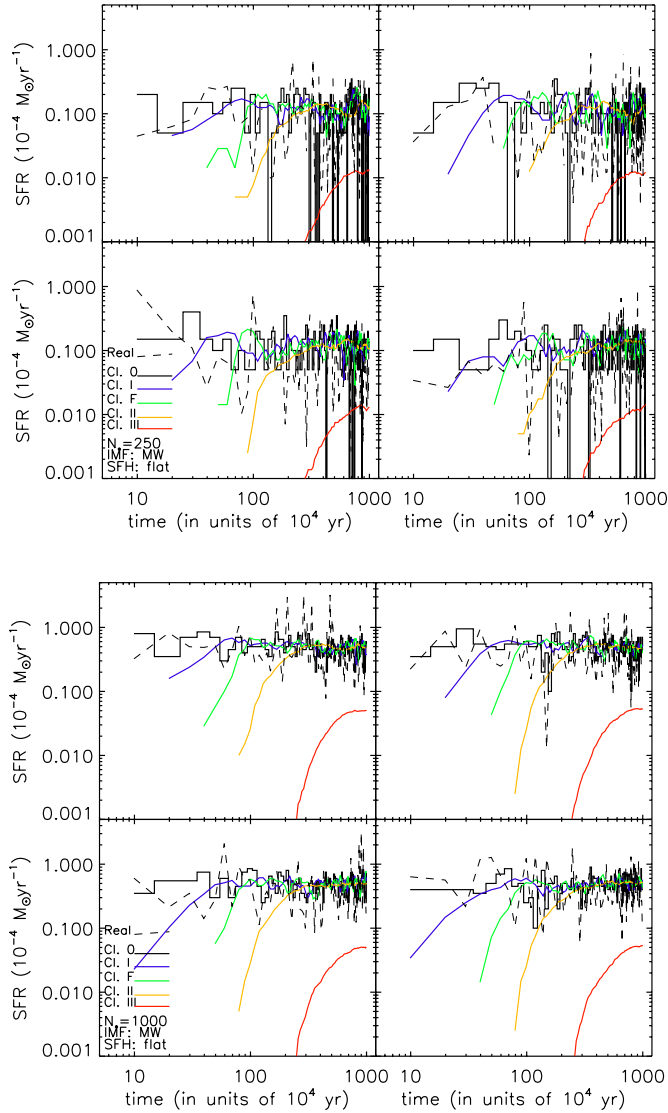 1.000
0.100
0.010
0.001
SFR (10⁻⁴ M⊙yr⁻¹)
1.000
0.100
0.010
0.001
SFR (10⁻⁴ M⊙yr⁻¹)
Real
Cl. 0
Cl. I
Cl. F
Cl. II
Cl. III
N*=250
IMF: MW
SFH: flat
10 100 1000
10 100 1000
time (in units of 10⁴ yr)
time (in units of 10⁴ yr)
1.000
0.100
0.010
0.001
SFR (10⁻⁴ M⊙yr⁻¹)
1.000
0.100
0.010
0.001
SFR (10⁻⁴ M⊙yr⁻¹)
Real
Cl. 0
Cl. I
Cl. F
Cl. II
Cl. III
N*=1000
IMF: MW
SFH: flat
10 100 1000
10 100 1000
time (in units of 10⁴ yr)
time (in units of 10⁴ yr)